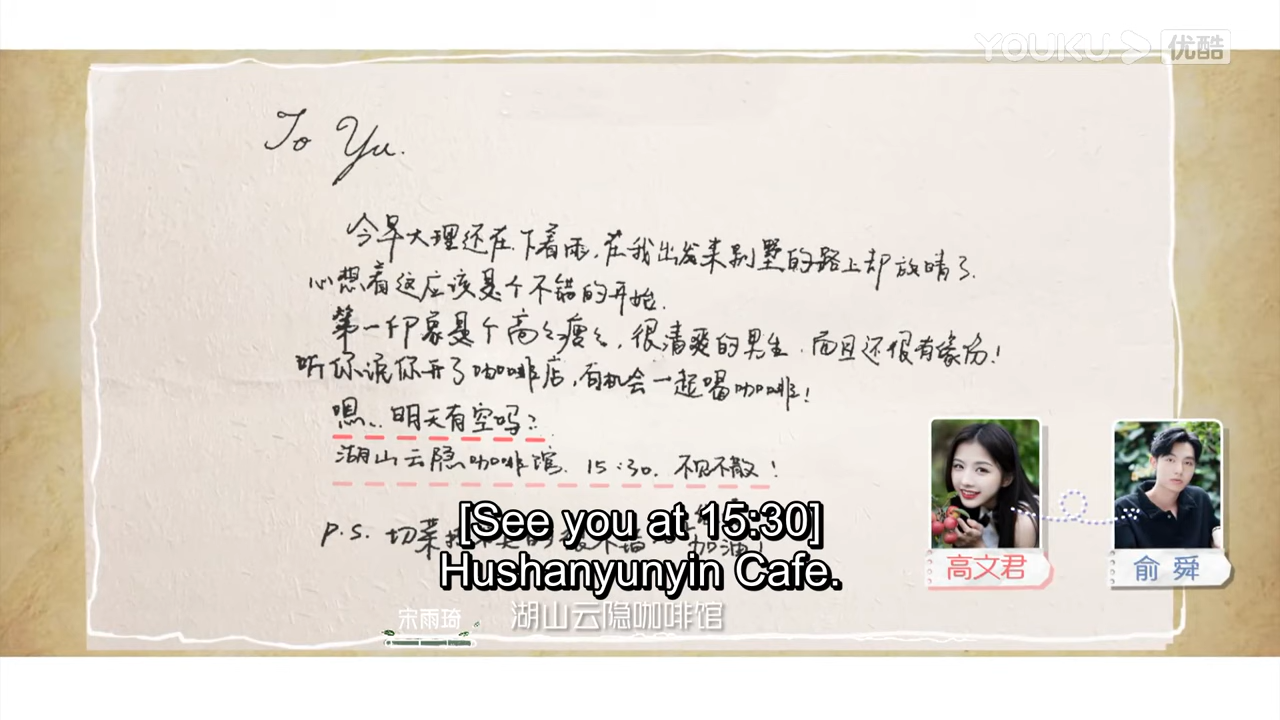 YOUKU 优酷
To Yu.
今早大理还在下着雨,在我出发来别墅的路上却放晴了.
心想着这应该是个不错的开始.
第一印象是个高高瘦瘦,很清爽的男生.而且还很有缘份!
听你说你开了咖啡店,有机会一起喝咖啡!
嗯..明天有空吗?
湖山云隐咖啡馆.15:30.不见不散!
P.S. 切菜 加油!
[See you at 15:30]
Hushanyunyin Cafe.
高文君
俞舜
宋雨琦
湖山云隐咖啡馆